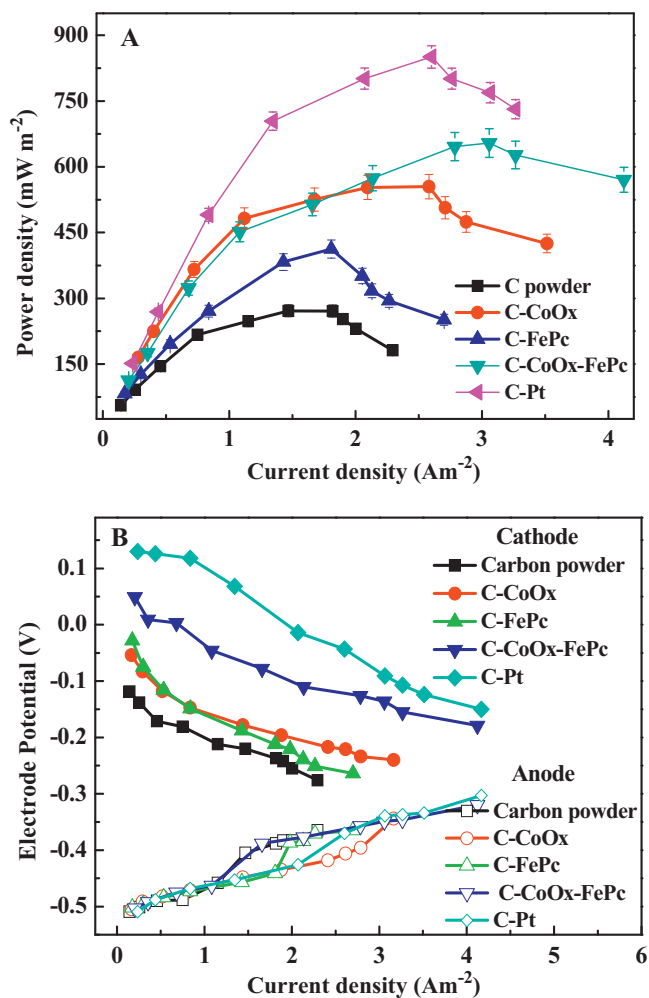 A
900
750
600
450
300
150
Power density (mW m-2)
C powder
C-CoOx
C-FePc
C-CoOx-FePc
C-Pt
0 1 2 3 4
Current density (Am-2)
B
0.1
0.0
-0.1
-0.2
-0.3
-0.4
-0.5
Electrode Potential (V)
Cathode
Carbon powder
C-CoOx
C-FePc
C-CoOx-FePc
C-Pt
Anode
Carbon powder
C-CoOx
C-FePc
C-CoOx-FePc
C-Pt
0 1 2 3 4 5 6
Current density (Am-2)